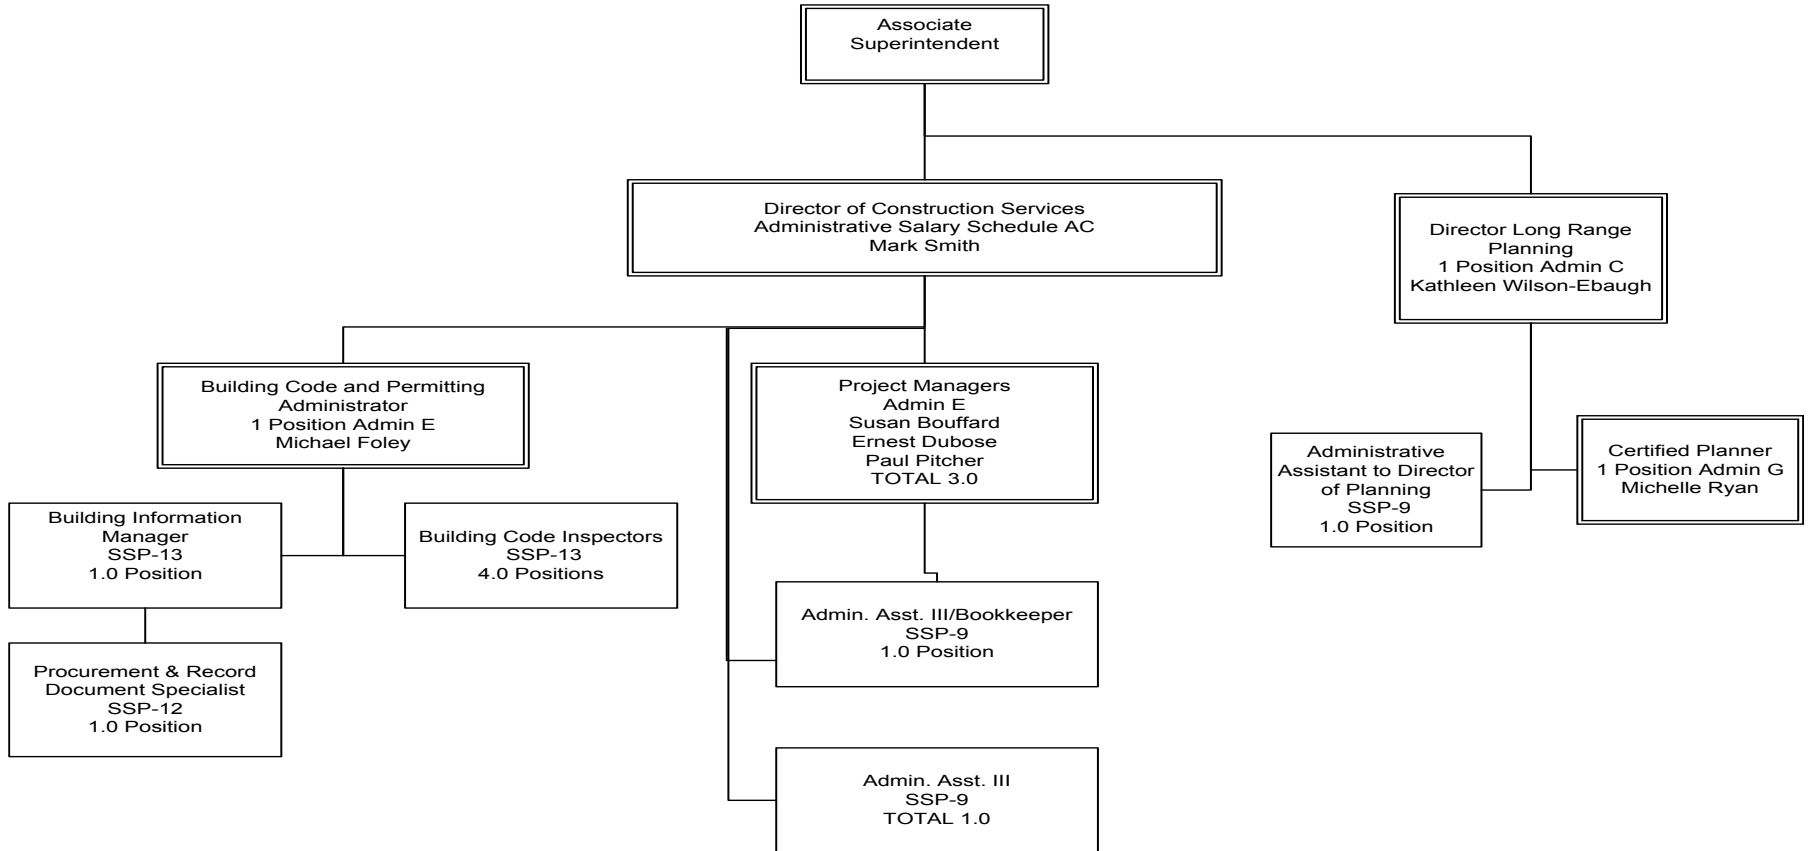 Associate
Superintendent
Director of Construction Services
Administrative Salary Schedule AC
Mark Smith
Director Long Range
Planning
1 Position Admin C
Kathleen Wilson-Ebaugh
Building Code and Permitting
Administrator
1 Position Admin E
Michael Foley
Project Managers
Admin E
Susan Bouffard
Ernest Dubose
Paul Pitcher
TOTAL 3.0
Administrative
Assistant to Director
of Planning
SSP-9
1.0 Position
Certified Planner
1 Position Admin G
Michelle Ryan
Building Information
Manager
SSP-13
1.0 Position
Building Code Inspectors
SSP-13
4.0 Positions
Admin. Asst. III/Bookkeeper
SSP-9
1.0 Position
Procurement & Record
Document Specialist
SSP-12
1.0 Position
Admin. Asst. III
SSP-9
TOTAL 1.0